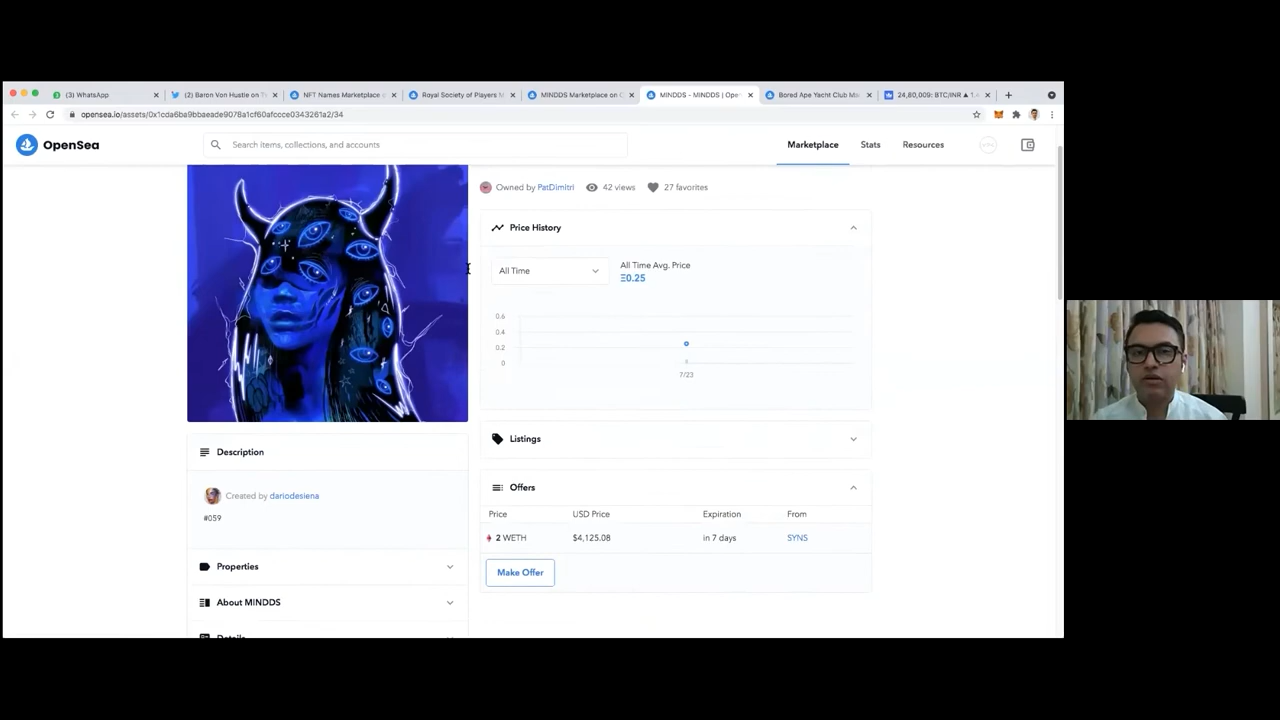 (3) WhatsApp
(2) Baron Von Hustle on T
NFT Names Marketplace o
Royal Society of Players M
MINDDS Marketplace on O
MINDDS - MINDDS | Open
Bored Ape Yacht Club Ma
24,80,009: BTC/INR ▲ 1.
opensea.io/assets/0x1cda6ba9bbaeade9078a1cf60afccce0343261a2/34
OpenSea
Search items, collections, and accounts
Marketplace
Stats
Resources
Owned by PatDimitri
42 views
27 favorites
Price History
All Time
All Time Avg. Price
Ξ0.25
0.6
0.4
0.2
0
7/23
Listings
Description
Offers
Created by dariodesiena
#059
Price
USD Price
Expiration
From
2 WETH
$4,125.08
in 7 days
SYNS
Properties
Make Offer
About MINDDS
Details